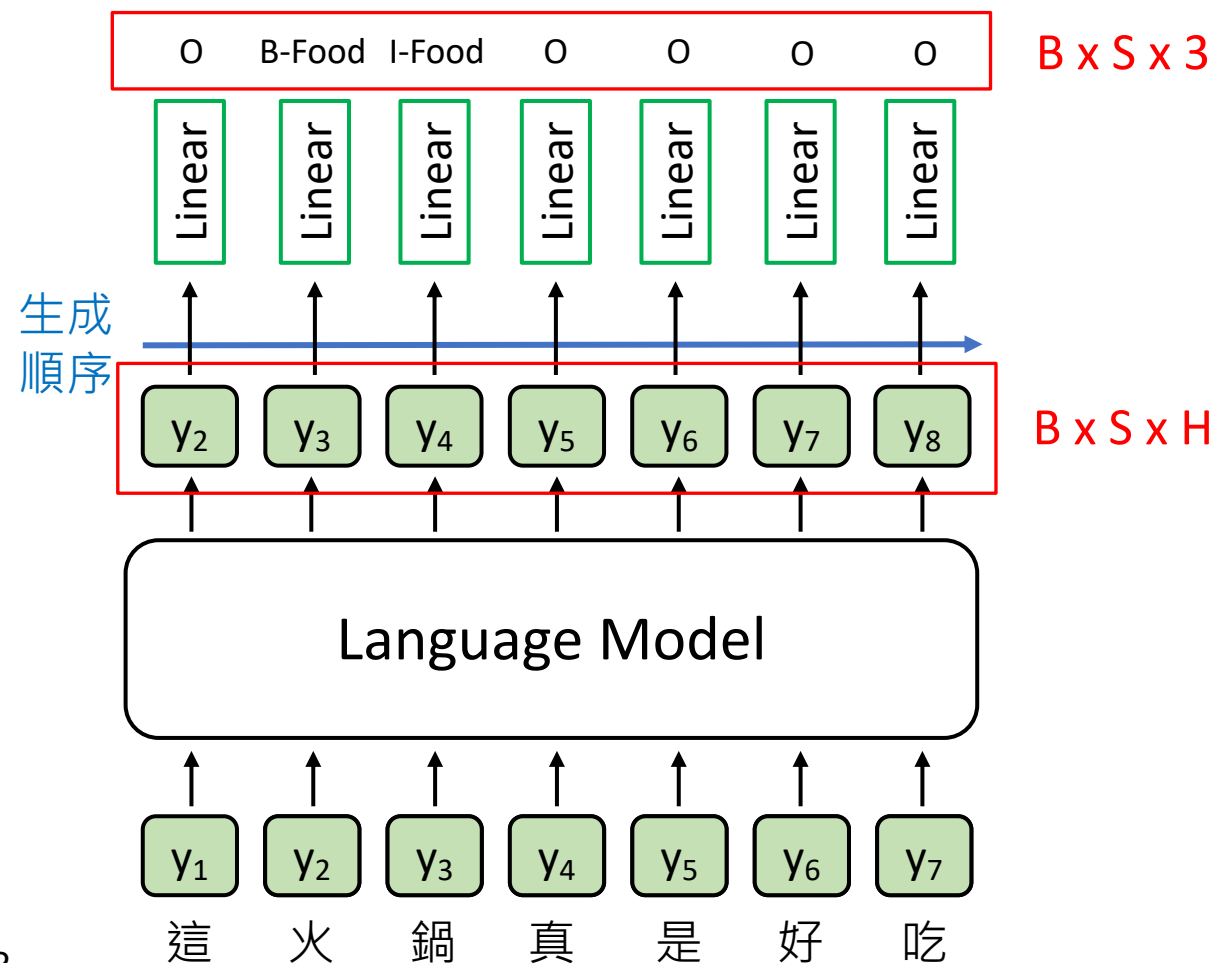 O B-Food I-Food O O O O B x S x 3
Linear Linear Linear Linear Linear Linear Linear
生成
順序
y₂ y₃ y₄ y₅ y₆ y₇ y₈ B x S x H
Language Model
y₁ y₂ y₃ y₄ y₅ y₆ y₇
這 火 鍋 真 是 好 吃